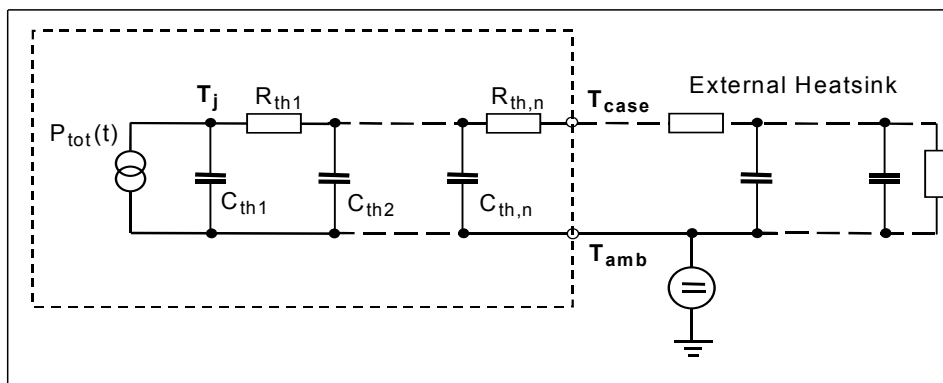 External Heatsink
T_j
R_th1
R_th,n
T_case
P_tot(t)
C_th1
C_th2
C_th,n
T_amb